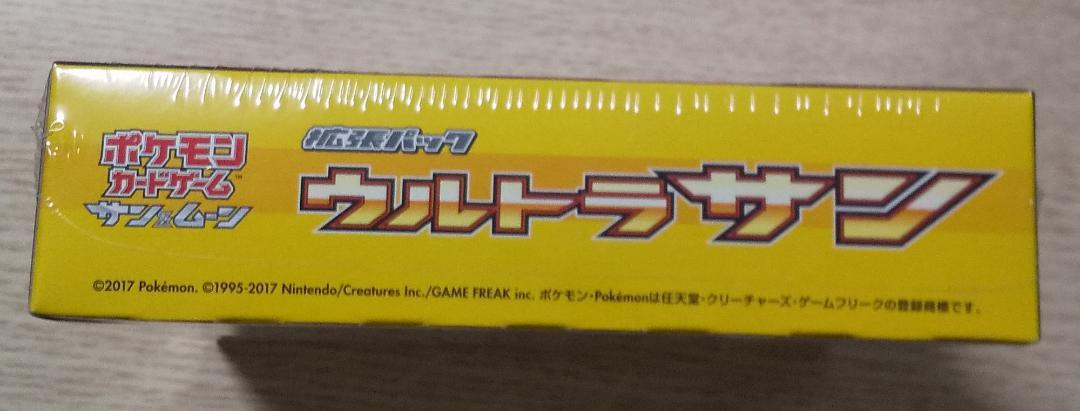 ポケモン
カードゲーム™
サン&ムーン
拡張パック
ウルトラサン
©2017 Pokémon. ©1995-2017 Nintendo/Creatures Inc./GAME FREAK inc. ポケモン・Pokémonは任天堂・クリーチャーズ・ゲームフリークの登録商標です。